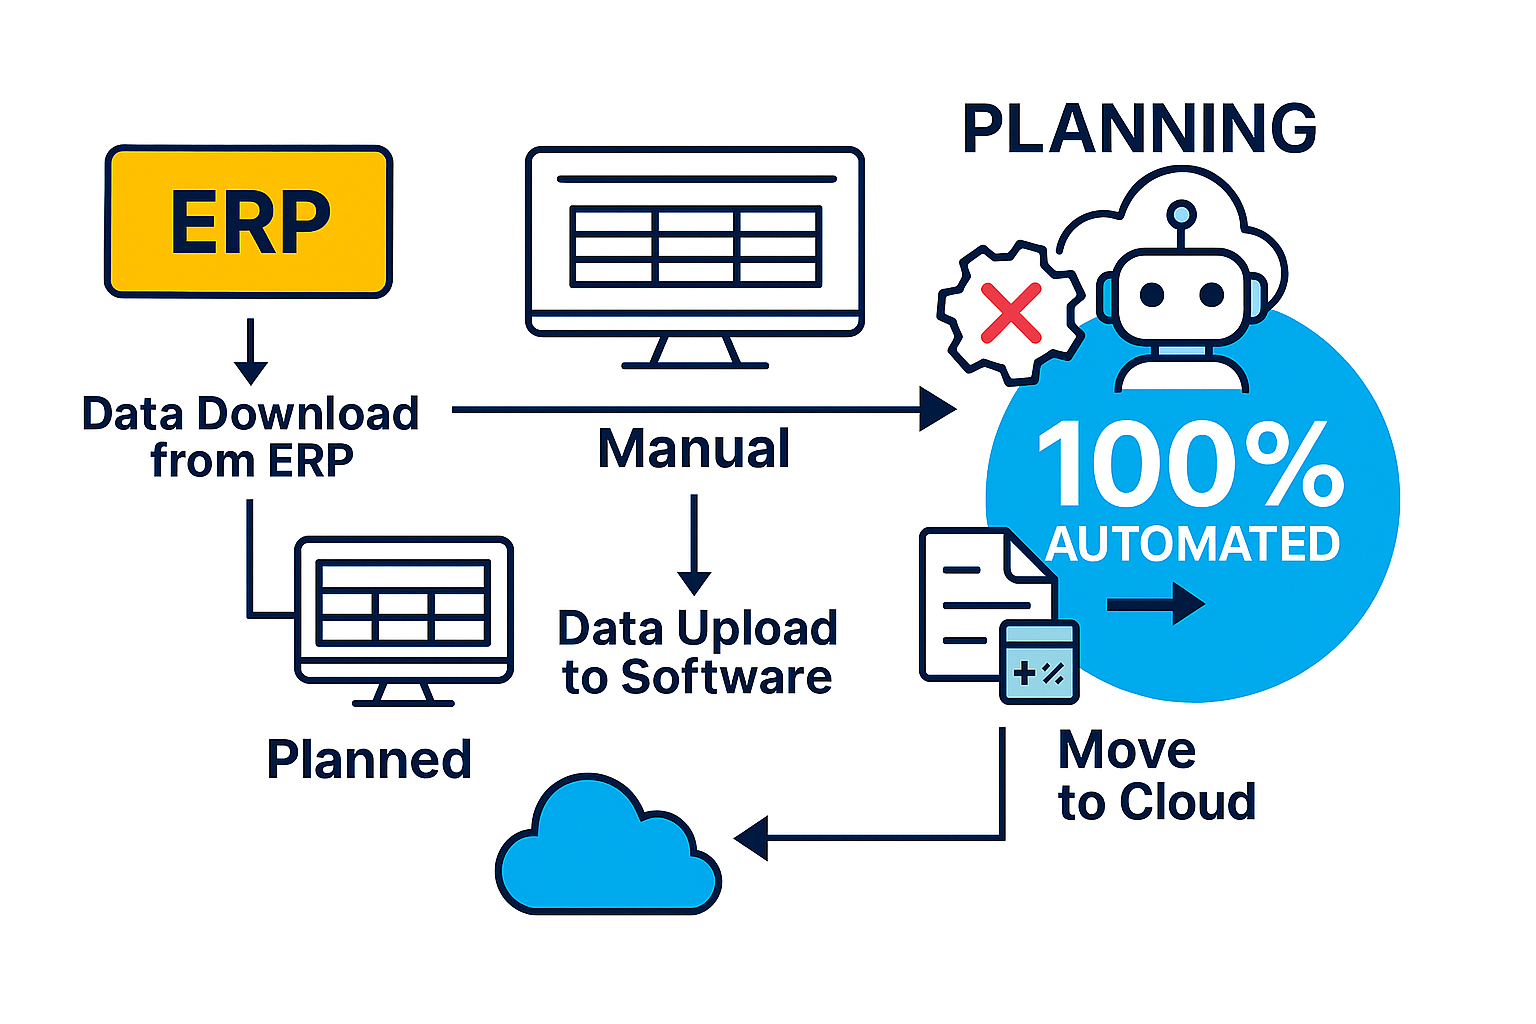 PLANNING
ERP
Data Download
from ERP
Manual
100%
AUTOMATED
Data Upload
to Software
+%
Planned
Move
to Cloud